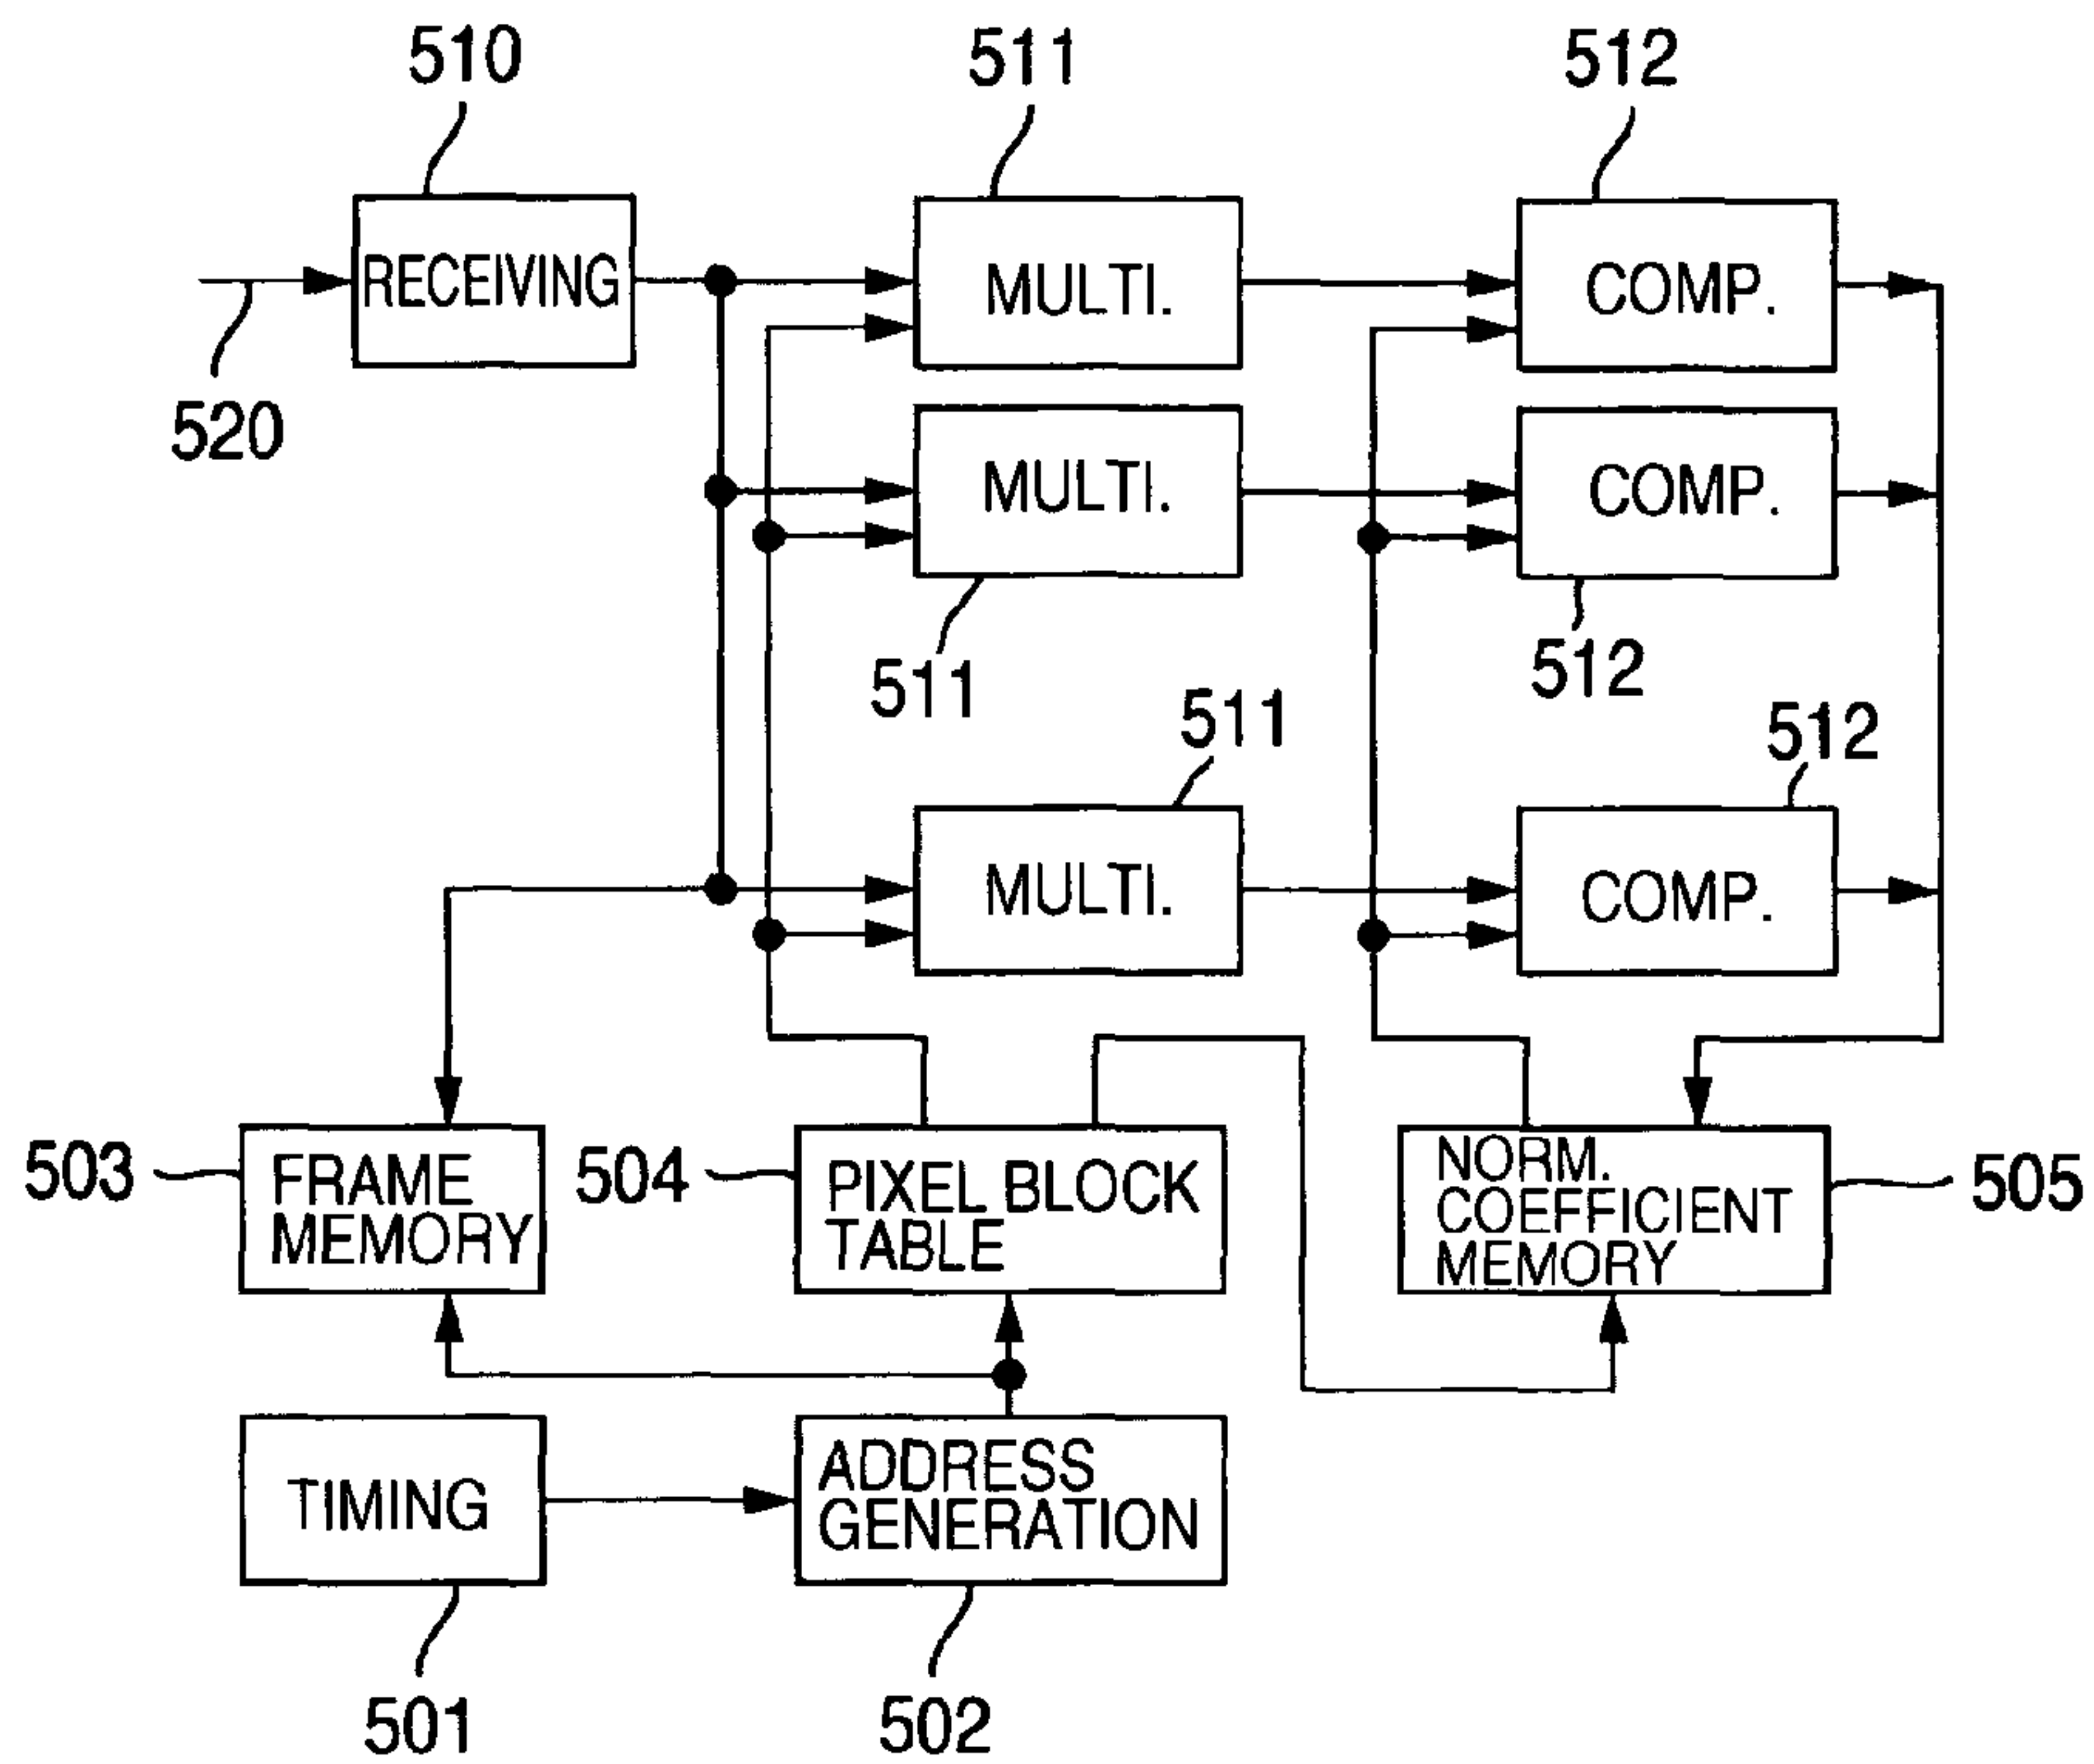 510
511
512
RECEIVING
MULTI.
COMP.
520
MULTI.
COMP.
511
512
511
512
MULTI.
COMP.
503
FRAME
MEMORY
504
PIXEL BLOCK
TABLE
NORM.
COEFFICIENT
MEMORY
505
TIMING
ADDRESS
GENERATION
501
502